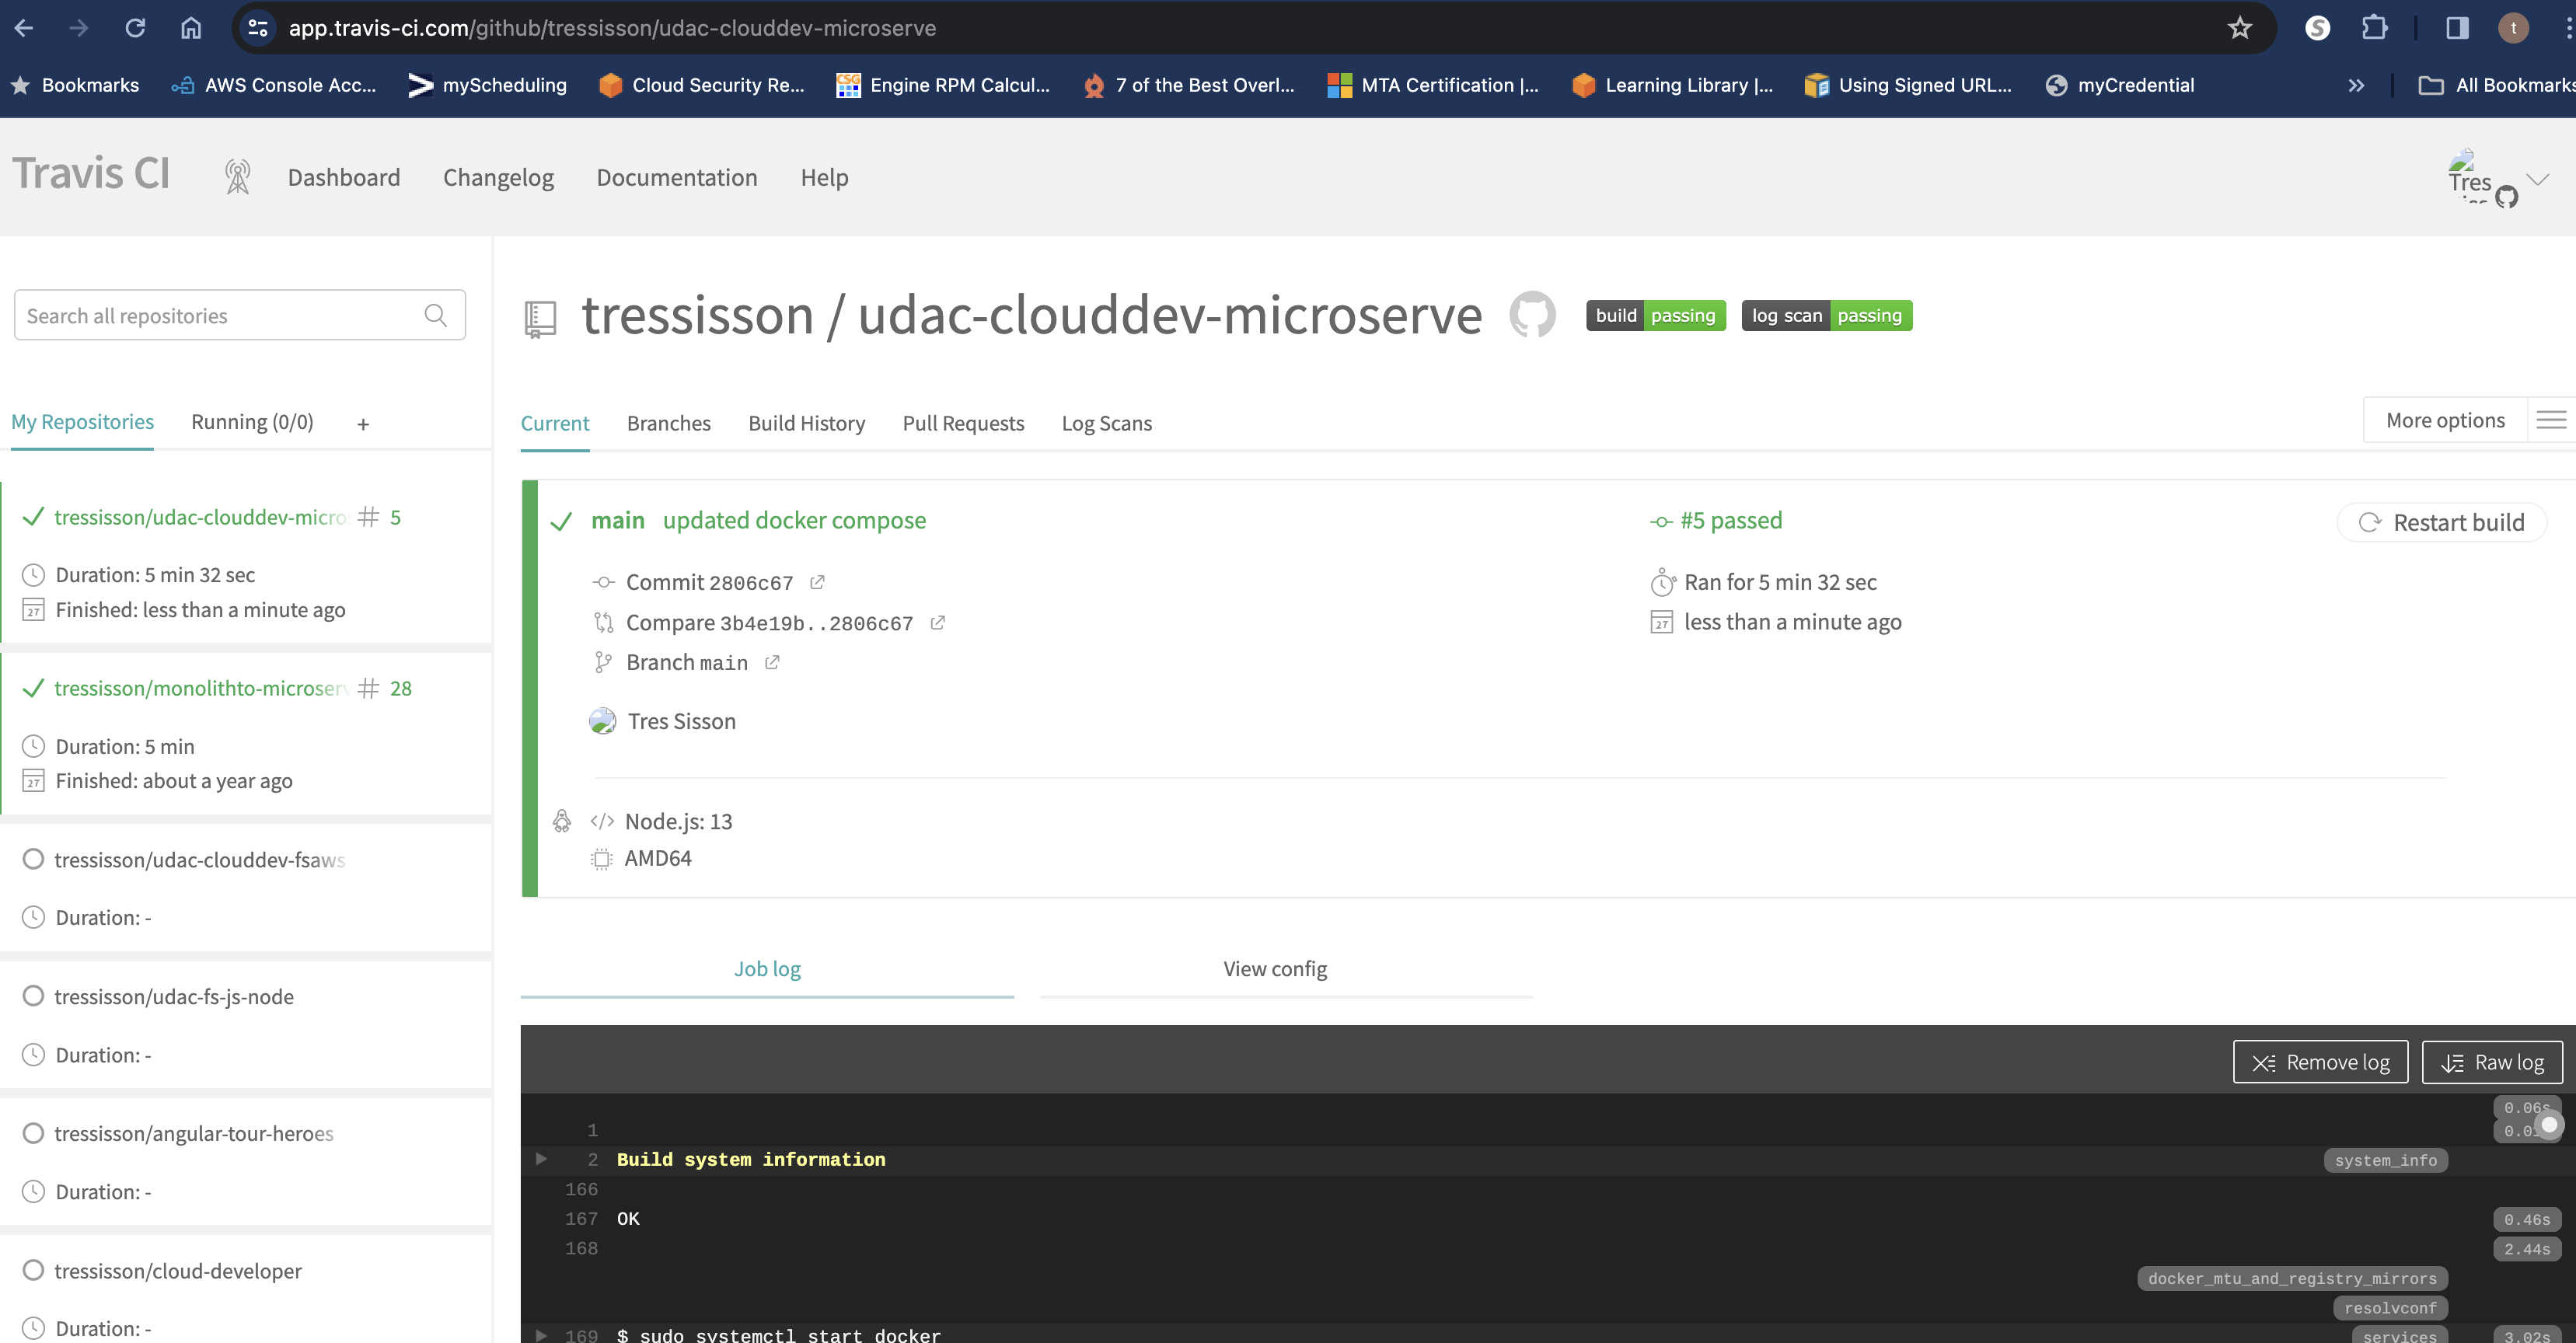 app.travis-ci.com/github/tressisson/udac-clouddev-microserve
t
Bookmarks
AWS Console Acc...
myScheduling
Cloud Security Re...
Engine RPM Calcul...
7 of the Best Overl...
MTA Certification |...
Learning Library |...
Using Signed URL...
myCredential
All Bookmarks
Travis CI
Dashboard
Changelog
Documentation
Help
Tres
Search all repositories
tressisson / udac-clouddev-microserve
build passing
log scan passing
My Repositories
Running (0/0)
+
Current
Branches
Build History
Pull Requests
Log Scans
More options
tressisson/udac-clouddev-micro # 5
Duration: 5 min 32 sec
Finished: less than a minute ago
tressisson/monolithto-microserv # 28
Duration: 5 min
Finished: about a year ago
tressisson/udac-clouddev-fsaws
Duration: -
tressisson/udac-fs-js-node
Duration: -
tressisson/angular-tour-heroes
Duration: -
tressisson/cloud-developer
Duration: -
main updated docker compose
Commit 2806c67
Compare 3b4e19b..2806c67
Branch main
Tres Sisson
#5 passed
Ran for 5 min 32 sec
less than a minute ago
Restart build
Node.js: 13
AMD64
Job log
View config
Remove log
Raw log
0.06s
1
2 Build system information
system_info
166
167 OK
0.46s
168
2.44s
docker_mtu_and_registry_mirrors
resolvconf
169 $ sudo systemctl start docker
services
3.02s